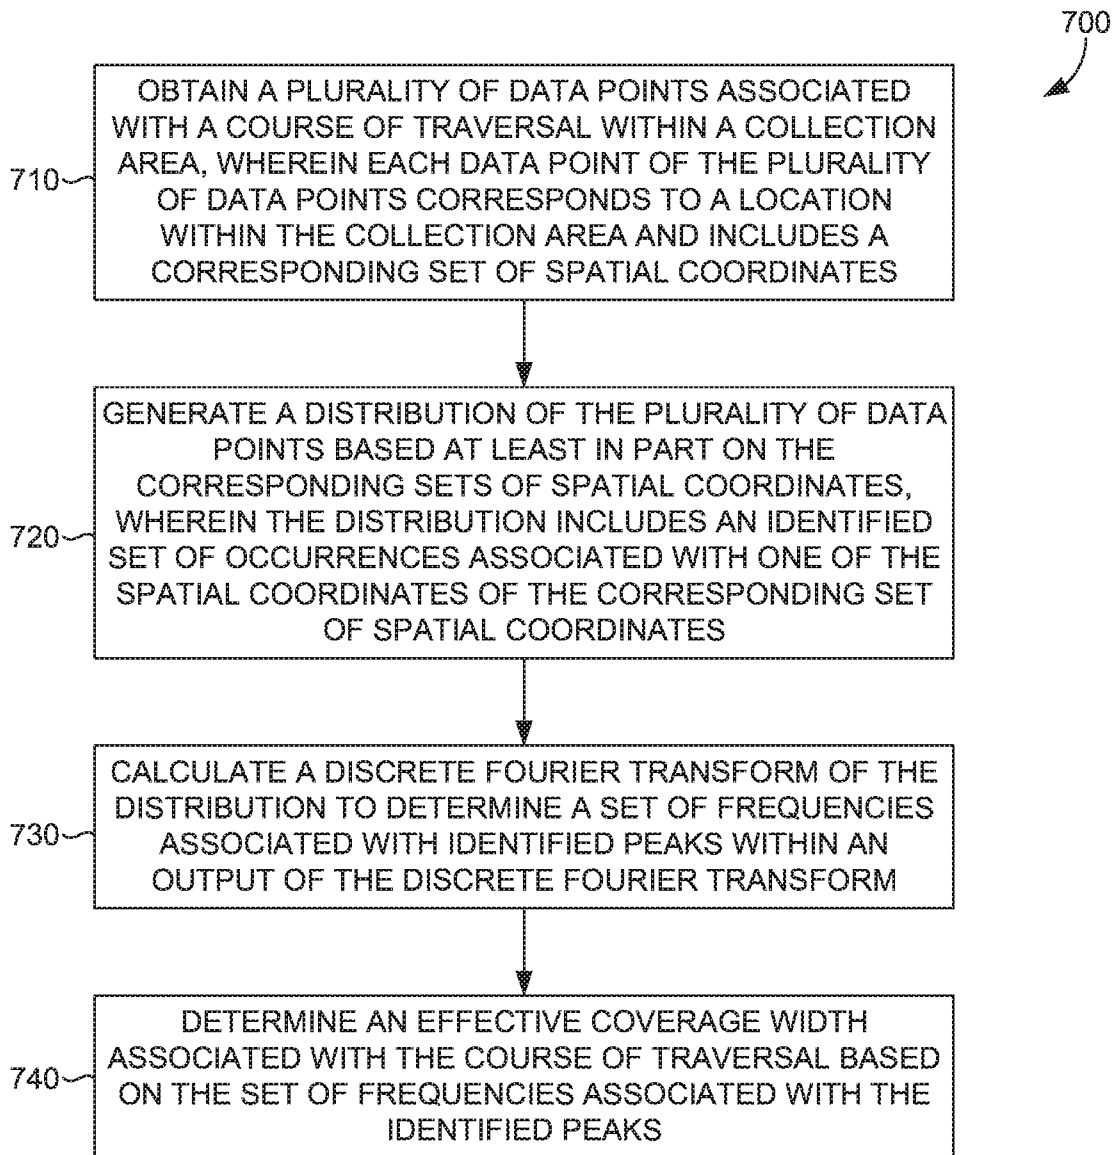 700
OBTAIN A PLURALITY OF DATA POINTS ASSOCIATED
WITH A COURSE OF TRAVERSAL WITHIN A COLLECTION
AREA, WHEREIN EACH DATA POINT OF THE PLURALITY
OF DATA POINTS CORRESPONDS TO A LOCATION
WITHIN THE COLLECTION AREA AND INCLUDES A
CORRESPONDING SET OF SPATIAL COORDINATES
710
GENERATE A DISTRIBUTION OF THE PLURALITY OF DATA
POINTS BASED AT LEAST IN PART ON THE
CORRESPONDING SETS OF SPATIAL COORDINATES,
WHEREIN THE DISTRIBUTION INCLUDES AN IDENTIFIED
SET OF OCCURRENCES ASSOCIATED WITH ONE OF THE
SPATIAL COORDINATES OF THE CORRESPONDING SET
OF SPATIAL COORDINATES
720
CALCULATE A DISCRETE FOURIER TRANSFORM OF THE
DISTRIBUTION TO DETERMINE A SET OF FREQUENCIES
ASSOCIATED WITH IDENTIFIED PEAKS WITHIN AN
OUTPUT OF THE DISCRETE FOURIER TRANSFORM
730
DETERMINE AN EFFECTIVE COVERAGE WIDTH
ASSOCIATED WITH THE COURSE OF TRAVERSAL BASED
ON THE SET OF FREQUENCIES ASSOCIATED WITH THE
IDENTIFIED PEAKS
740